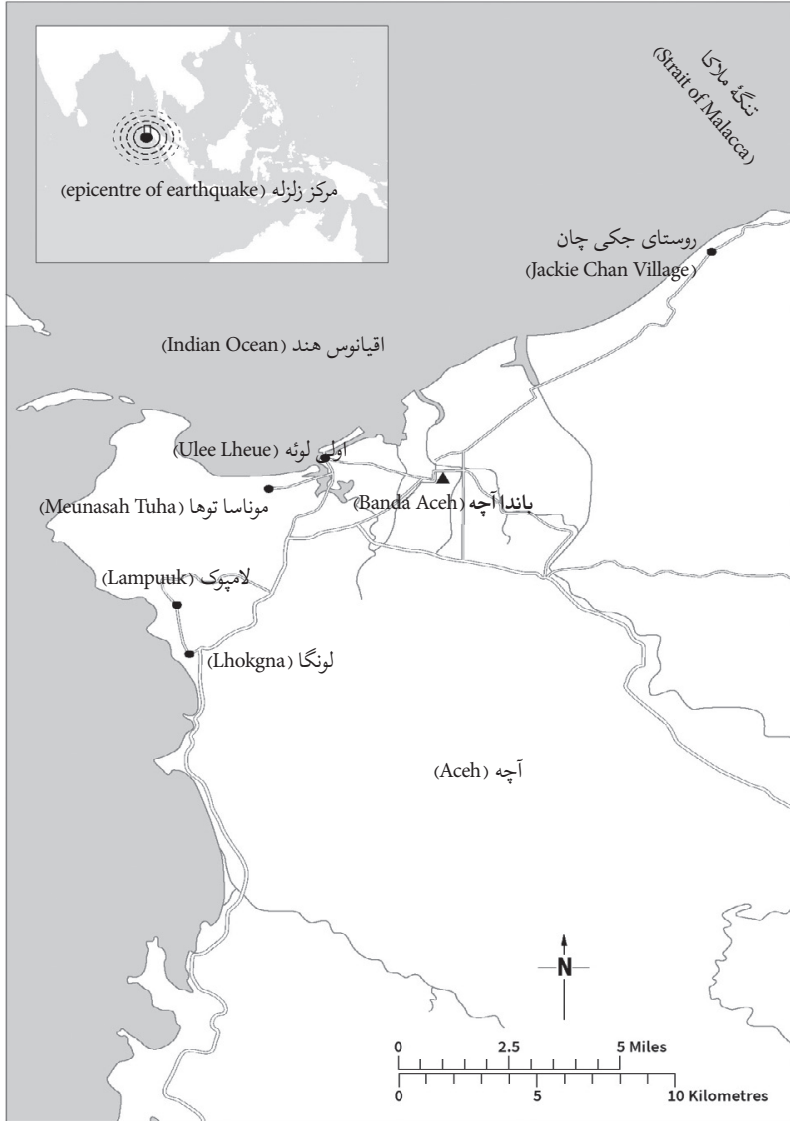 تنگهٔ ملاکا
(Strait of Malacca)
مرکز زلزله (epicentre of earthquake)
روستای جکی چان
(Jackie Chan Village)
اقیانوس هند (Indian Ocean)
اولی لوئه (Ulee Lheue)
موناسا توها (Meunasah Tuha)
باندا آچه (Banda Aceh)
لامپوک (Lampuuk)
لونگا (Lhokgna)
آچه (Aceh)
N
0 2.5 5 Miles
0 5 10 Kilometres